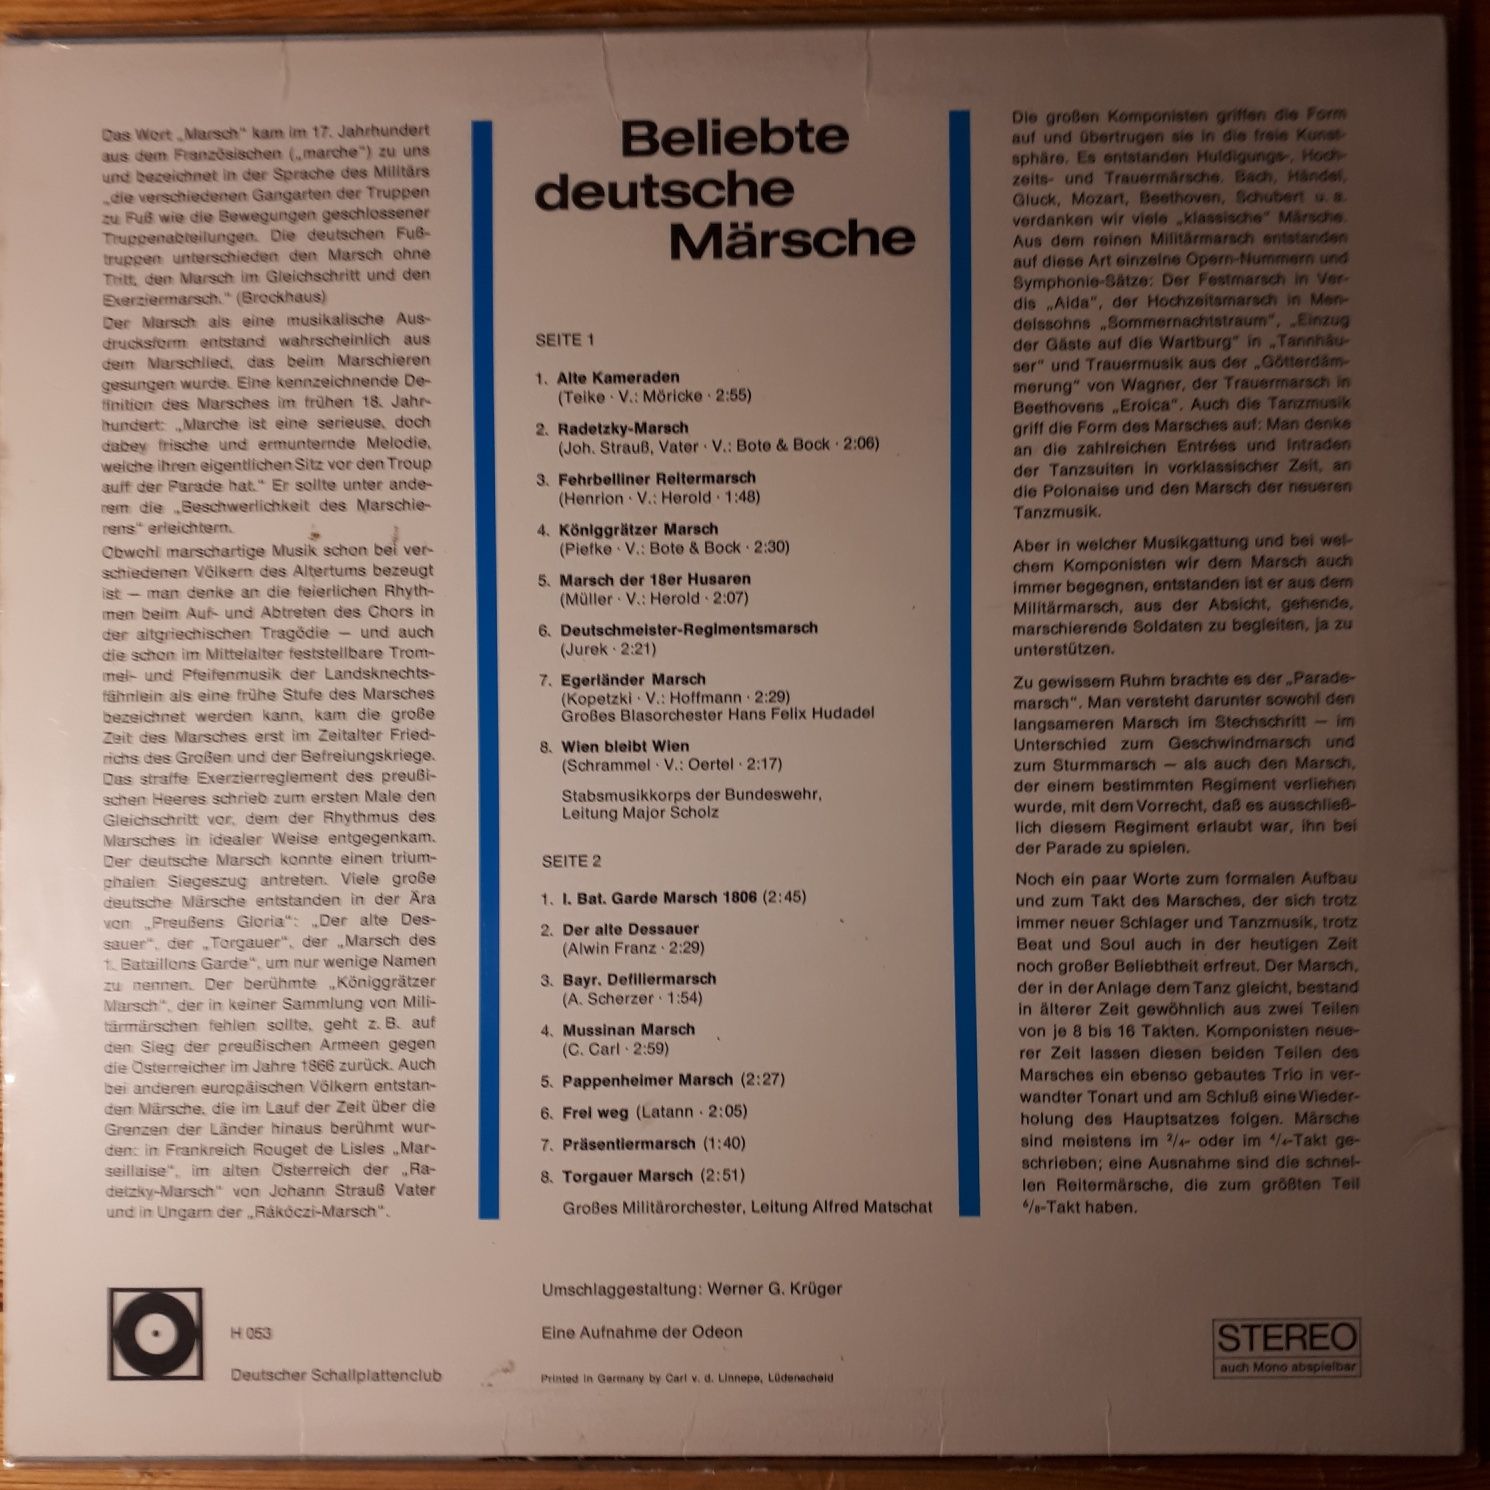 Das Wort „Marsch" kam im 17. Jahrhundert
aus dem Französischen („marche") zu uns
und bezeichnet in der Sprache des Militärs
„die verschiedenen Gangarten der Truppen
zu Fuß wie die Bewegungen geschlossener
Truppenabteilungen. Die deutschen Fuß-
truppen unterschieden den Marsch ohne
Tritt, den Marsch im Gleichschritt und den
Exerziermarsch." (Brockhaus)
Der Marsch als eine musikalische Aus-
drucksform entstand wahrscheinlich aus
dem Marschlied, das beim Marschieren
gesungen wurde. Eine kennzeichnende De-
finition des Marsches im frühen 18. Jahr-
hundert: „Marche ist eine serieuse, doch
dabey frische und ermunternde Melodie,
welche ihren eigentlichen Sitz vor den Troup
auff der Parade hat." Er sollte unter ande-
rem die „Beschwerlichkeit des Marschie-
rens" erleichtern.
Obwohl marschartige Musik schon bei ver-
schiedenen Völkern des Altertums bezeugt
ist — man denke an die feierlichen Rhyth-
men beim Auf- und Abtreten des Chors in
der altgriechischen Tragödie — und auch
die schon im Mittelalter feststellbare Trom-
mel- und Pfeifenmusik der Landsknechts-
fähnlein als eine frühe Stufe des Marsches
bezeichnet werden kann, kam die große
Zeit des Marsches erst im Zeitalter Fried-
richs des Großen und der Befreiungskriege.
Das straffe Exerzierreglement des preußi-
schen Heeres schrieb zum ersten Male den
Gleichschritt vor, dem der Rhythmus des
Marsches in idealer Weise entgegenkam.
Der deutsche Marsch konnte einen trium-
phalen Siegeszug antreten. Viele große
deutsche Märsche entstanden in der Ära
von „Preußens Gloria": „Der alte Des-
sauer", der „Torgauer", der „Marsch des
1. Bataillons Garde", um nur wenige Namen
zu nennen. Der berühmte „Königgrätzer
Marsch", der in keiner Sammlung von Mili-
tärmärschen fehlen sollte, geht z. B. auf
den Sieg der preußischen Armeen gegen
die Österreicher im Jahre 1866 zurück. Auch
bei anderen europäischen Völkern entstan-
den Märsche, die im Lauf der Zeit über die
Grenzen der Länder hinaus berühmt wur-
den: in Frankreich Rouget de Lisles „Mar-
seillaise", im alten Österreich der „Ra-
detzky-Marsch" von Johann Strauß Vater
und in Ungarn der „Rákóczi-Marsch".
H 053
Deutscher Schallplattenclub
Beliebte
deutsche
Märsche
SEITE 1
1. Alte Kameraden
(Teike · V.: Möricke · 2:55)
2. Radetzky-Marsch
(Joh. Strauß, Vater · V.: Bote & Bock · 2:06)
3. Fehrbelliner Reitermarsch
(Henrion · V.: Herold · 1:48)
4. Königgrätzer Marsch
(Piefke · V.: Bote & Bock · 2:30)
5. Marsch der 18er Husaren
(Müller · V.: Herold · 2:07)
6. Deutschmeister-Regimentsmarsch
(Jurek · 2:21)
7. Egerländer Marsch
(Kopetzki · V.: Hoffmann · 2:29)
Großes Blasorchester Hans Felix Hudadel
8. Wien bleibt Wien
(Schrammel · V.: Oertel · 2:17)
Stabsmusikkorps der Bundeswehr,
Leitung Major Scholz
SEITE 2
1. I. Bat. Garde Marsch 1806 (2:45)
2. Der alte Dessauer
(Alwin Franz · 2:29)
3. Bayr. Defiliermarsch
(A. Scherzer · 1:54)
4. Mussinan Marsch
(C. Carl · 2:59)
5. Pappenheimer Marsch (2:27)
6. Frei weg (Latann · 2:05)
7. Präsentiermarsch (1:40)
8. Torgauer Marsch (2:51)
Großes Militärorchester, Leitung Alfred Matschat
Umschlaggestaltung: Werner G. Krüger
Eine Aufnahme der Odeon
Printed in Germany by Carl v. d. Linnepe, Lüdenscheid
Die großen Komponisten griffen die Form
auf und übertrugen sie in die freie Kunst-
sphäre. Es entstanden Huldigungs-, Hoch-
zeits- und Trauermärsche. Bach, Händel,
Gluck, Mozart, Beethoven, Schubert u. a.
verdanken wir viele „klassische" Märsche.
Aus dem reinen Militärmarsch entstanden
auf diese Art einzelne Opern-Nummern und
Symphonie-Sätze: Der Festmarsch in Ver-
dis „Aida", der Hochzeitsmarsch in Men-
delssohns „Sommernachtstraum", „Einzug
der Gäste auf die Wartburg" in „Tannhäu-
ser" und Trauermusik aus der „Götterdäm-
merung" von Wagner, der Trauermarsch in
Beethovens „Eroica". Auch die Tanzmusik
griff die Form des Marsches auf: Man denke
an die zahlreichen Entrées und Intraden
der Tanzsuiten in vorklassischer Zeit, an
die Polonaise und den Marsch der neueren
Tanzmusik.
Aber in welcher Musikgattung und bei wel-
chem Komponisten wir dem Marsch auch
immer begegnen, entstanden ist er aus dem
Militärmarsch, aus der Absicht, gehende,
marschierende Soldaten zu begleiten, ja zu
unterstützen.
Zu gewissem Ruhm brachte es der „Parade-
marsch". Man versteht darunter sowohl den
langsameren Marsch im Stechschritt — im
Unterschied zum Geschwindmarsch und
zum Sturmmarsch — als auch den Marsch,
der einem bestimmten Regiment verliehen
wurde, mit dem Vorrecht, daß es ausschließ-
lich diesem Regiment erlaubt war, ihn bei
der Parade zu spielen.
Noch ein paar Worte zum formalen Aufbau
und zum Takt des Marsches, der sich trotz
immer neuer Schlager und Tanzmusik, trotz
Beat und Soul auch in der heutigen Zeit
noch großer Beliebtheit erfreut. Der Marsch,
der in der Anlage dem Tanz gleicht, bestand
in älterer Zeit gewöhnlich aus zwei Teilen
von je 8 bis 16 Takten. Komponisten neue-
rer Zeit lassen diesen beiden Teilen des
Marsches ein ebenso gebautes Trio in ver-
wandter Tonart und am Schluß eine Wieder-
holung des Hauptsatzes folgen. Märsche
sind meistens im 2/4- oder im 4/4-Takt ge-
schrieben; eine Ausnahme sind die schnel-
len Reitermärsche, die zum größten Teil
6/8-Takt haben.
STEREO
auch Mono abspielbar